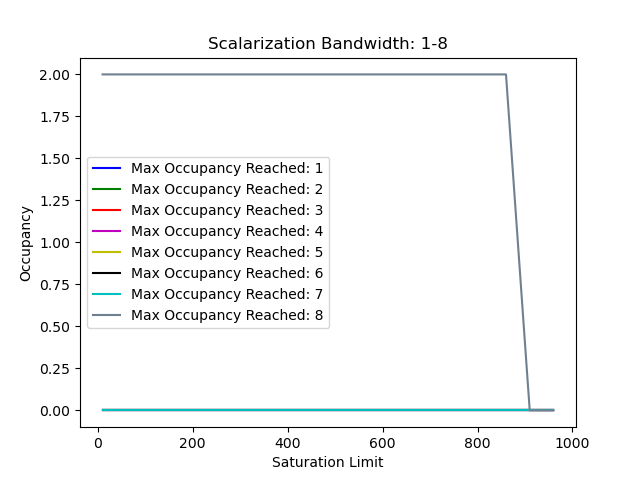 Scalarization Bandwidth: 1-8
2.00
1.75
1.50
1.25
1.00
0.75
0.50
0.25
0.00
Occupancy
Max Occupancy Reached: 1
Max Occupancy Reached: 2
Max Occupancy Reached: 3
Max Occupancy Reached: 4
Max Occupancy Reached: 5
Max Occupancy Reached: 6
Max Occupancy Reached: 7
Max Occupancy Reached: 8
0 200 400 600 800 1000
Saturation Limit